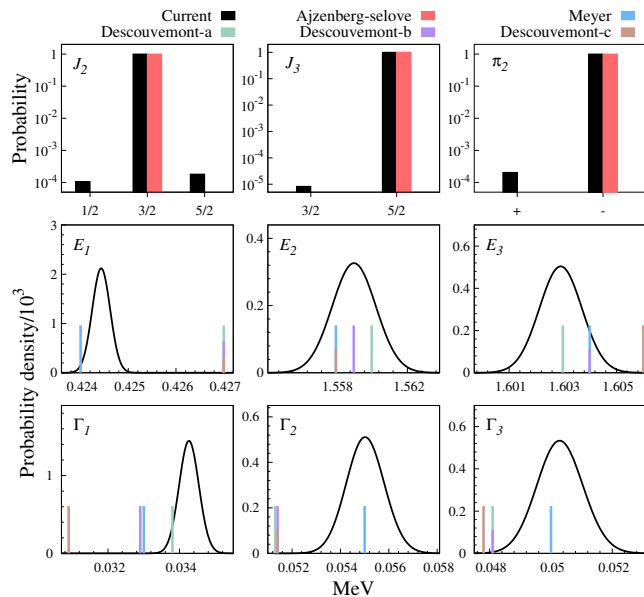 Current Ajzenberg-selove Meyer
Descouvemont-a Descouvemont-b Descouvemont-c
Probability
J2 J3 π2
1 1 1
10^-1 10^-1 10^-1
10^-2 10^-2 10^-2
10^-3 10^-3 10^-3
10^-4 10^-4 10^-4
10^-5
1/2 3/2 5/2 3/2 5/2 + -
Probability density/10^3
E1 E2 E3
3 0.4 0.6
2 0.4
1 0.2 0.2
0 0 0
0.424 0.425 0.426 0.427 1.558 1.562 1.601 1.603 1.605
Γ1 Γ2 Γ3
0.6 0.6
1 0.4 0.4
0.2 0.2
0 0 0
0.032 0.034 0.052 0.054 0.056 0.058 0.048 0.05 0.052
MeV